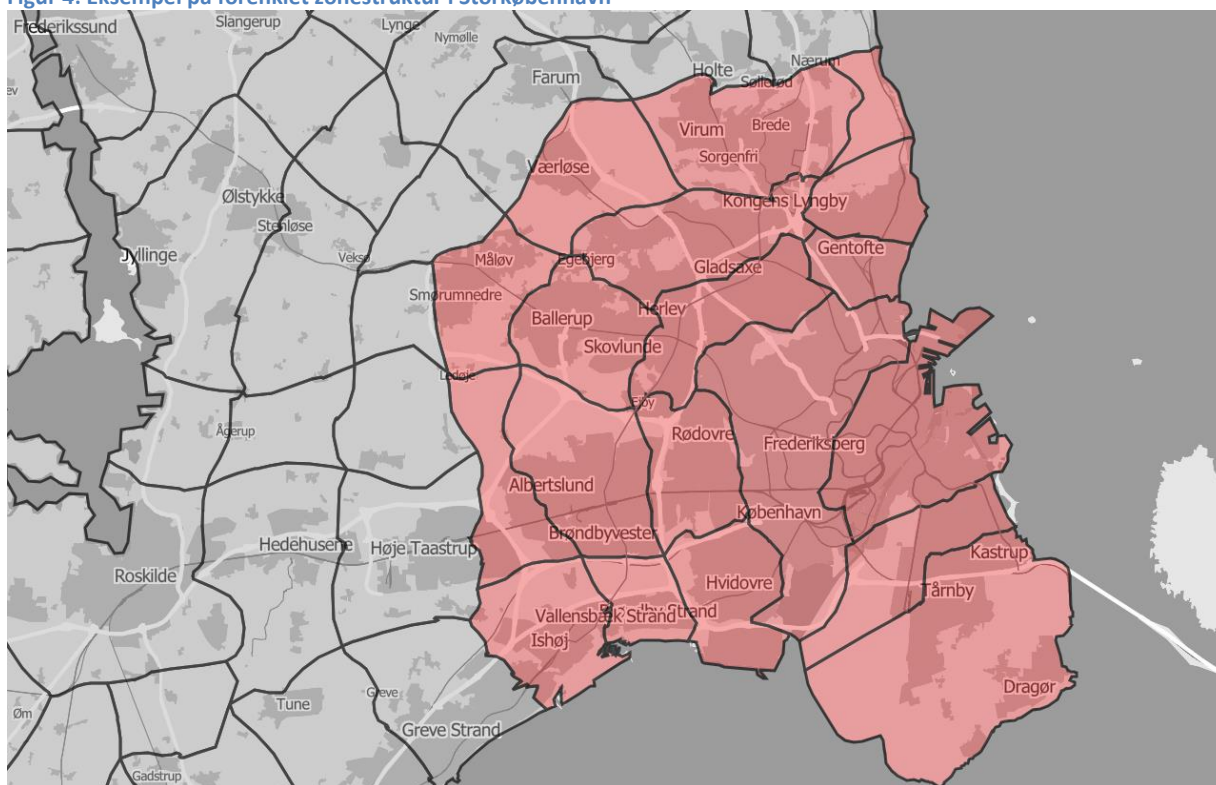 Figur 4: Eksempel på forenklet zonestruktur i Storkøbenhavn
Frederikssund
Slangerup
Lynge
Nymølle
Farum
Holte
Nærum
Søllerød
Virum
Brede
Sorgenfri
Værløse
Ølstykke
Stenløse
Veksø
Kongens Lyngby
Jyllinge
Måløv
Egebjerg
Gladsaxe
Gentofte
Smørumnedre
Herlev
Ballerup
Skovlunde
Ledøje
Ejby
Ågerup
Rødovre
Frederiksberg
Albertslund
København
Brøndbyvester
Hedehusene
Høje Taastrup
Kastrup
Roskilde
Hvidovre
Tårnby
Vallensbæk Strand
Ishøj
Dragør
Greve
Tune
Øm
Greve Strand
Gadstrup